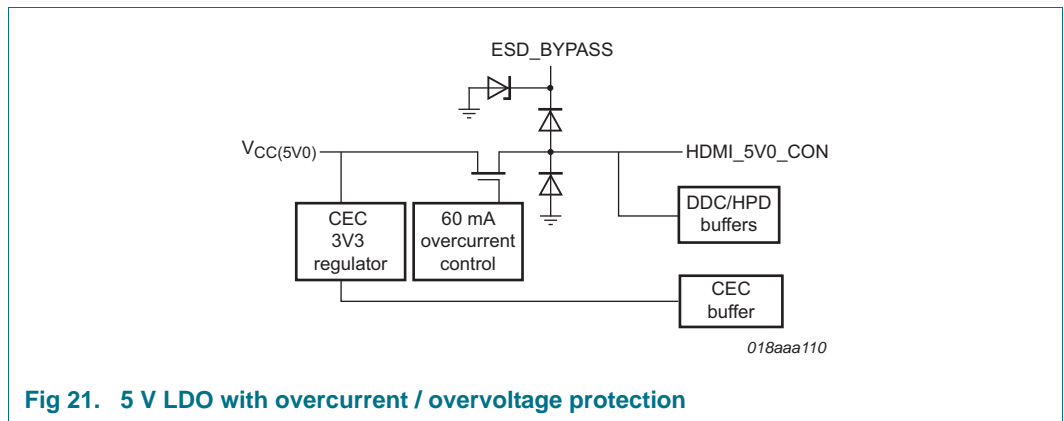 ESD_BYPASS
VCC(5V0)
HDMI_5V0_CON
CEC
3V3
regulator
60 mA
overcurrent
control
DDC/HPD
buffers
CEC
buffer
018aaa110
Fig 21. 5 V LDO with overcurrent / overvoltage protection